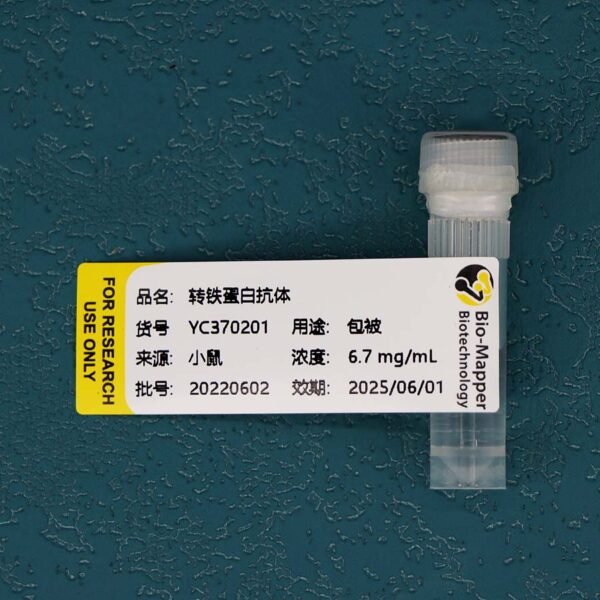 FOR RESEARCH
USE ONLY
品名: 转铁蛋白抗体
货号 YC370201 用途: 包被
来源: 小鼠 浓度: 6.7 mg/mL
批号: 20220602 效期: 2025/06/01
Bio-Mapper
Biotechnology